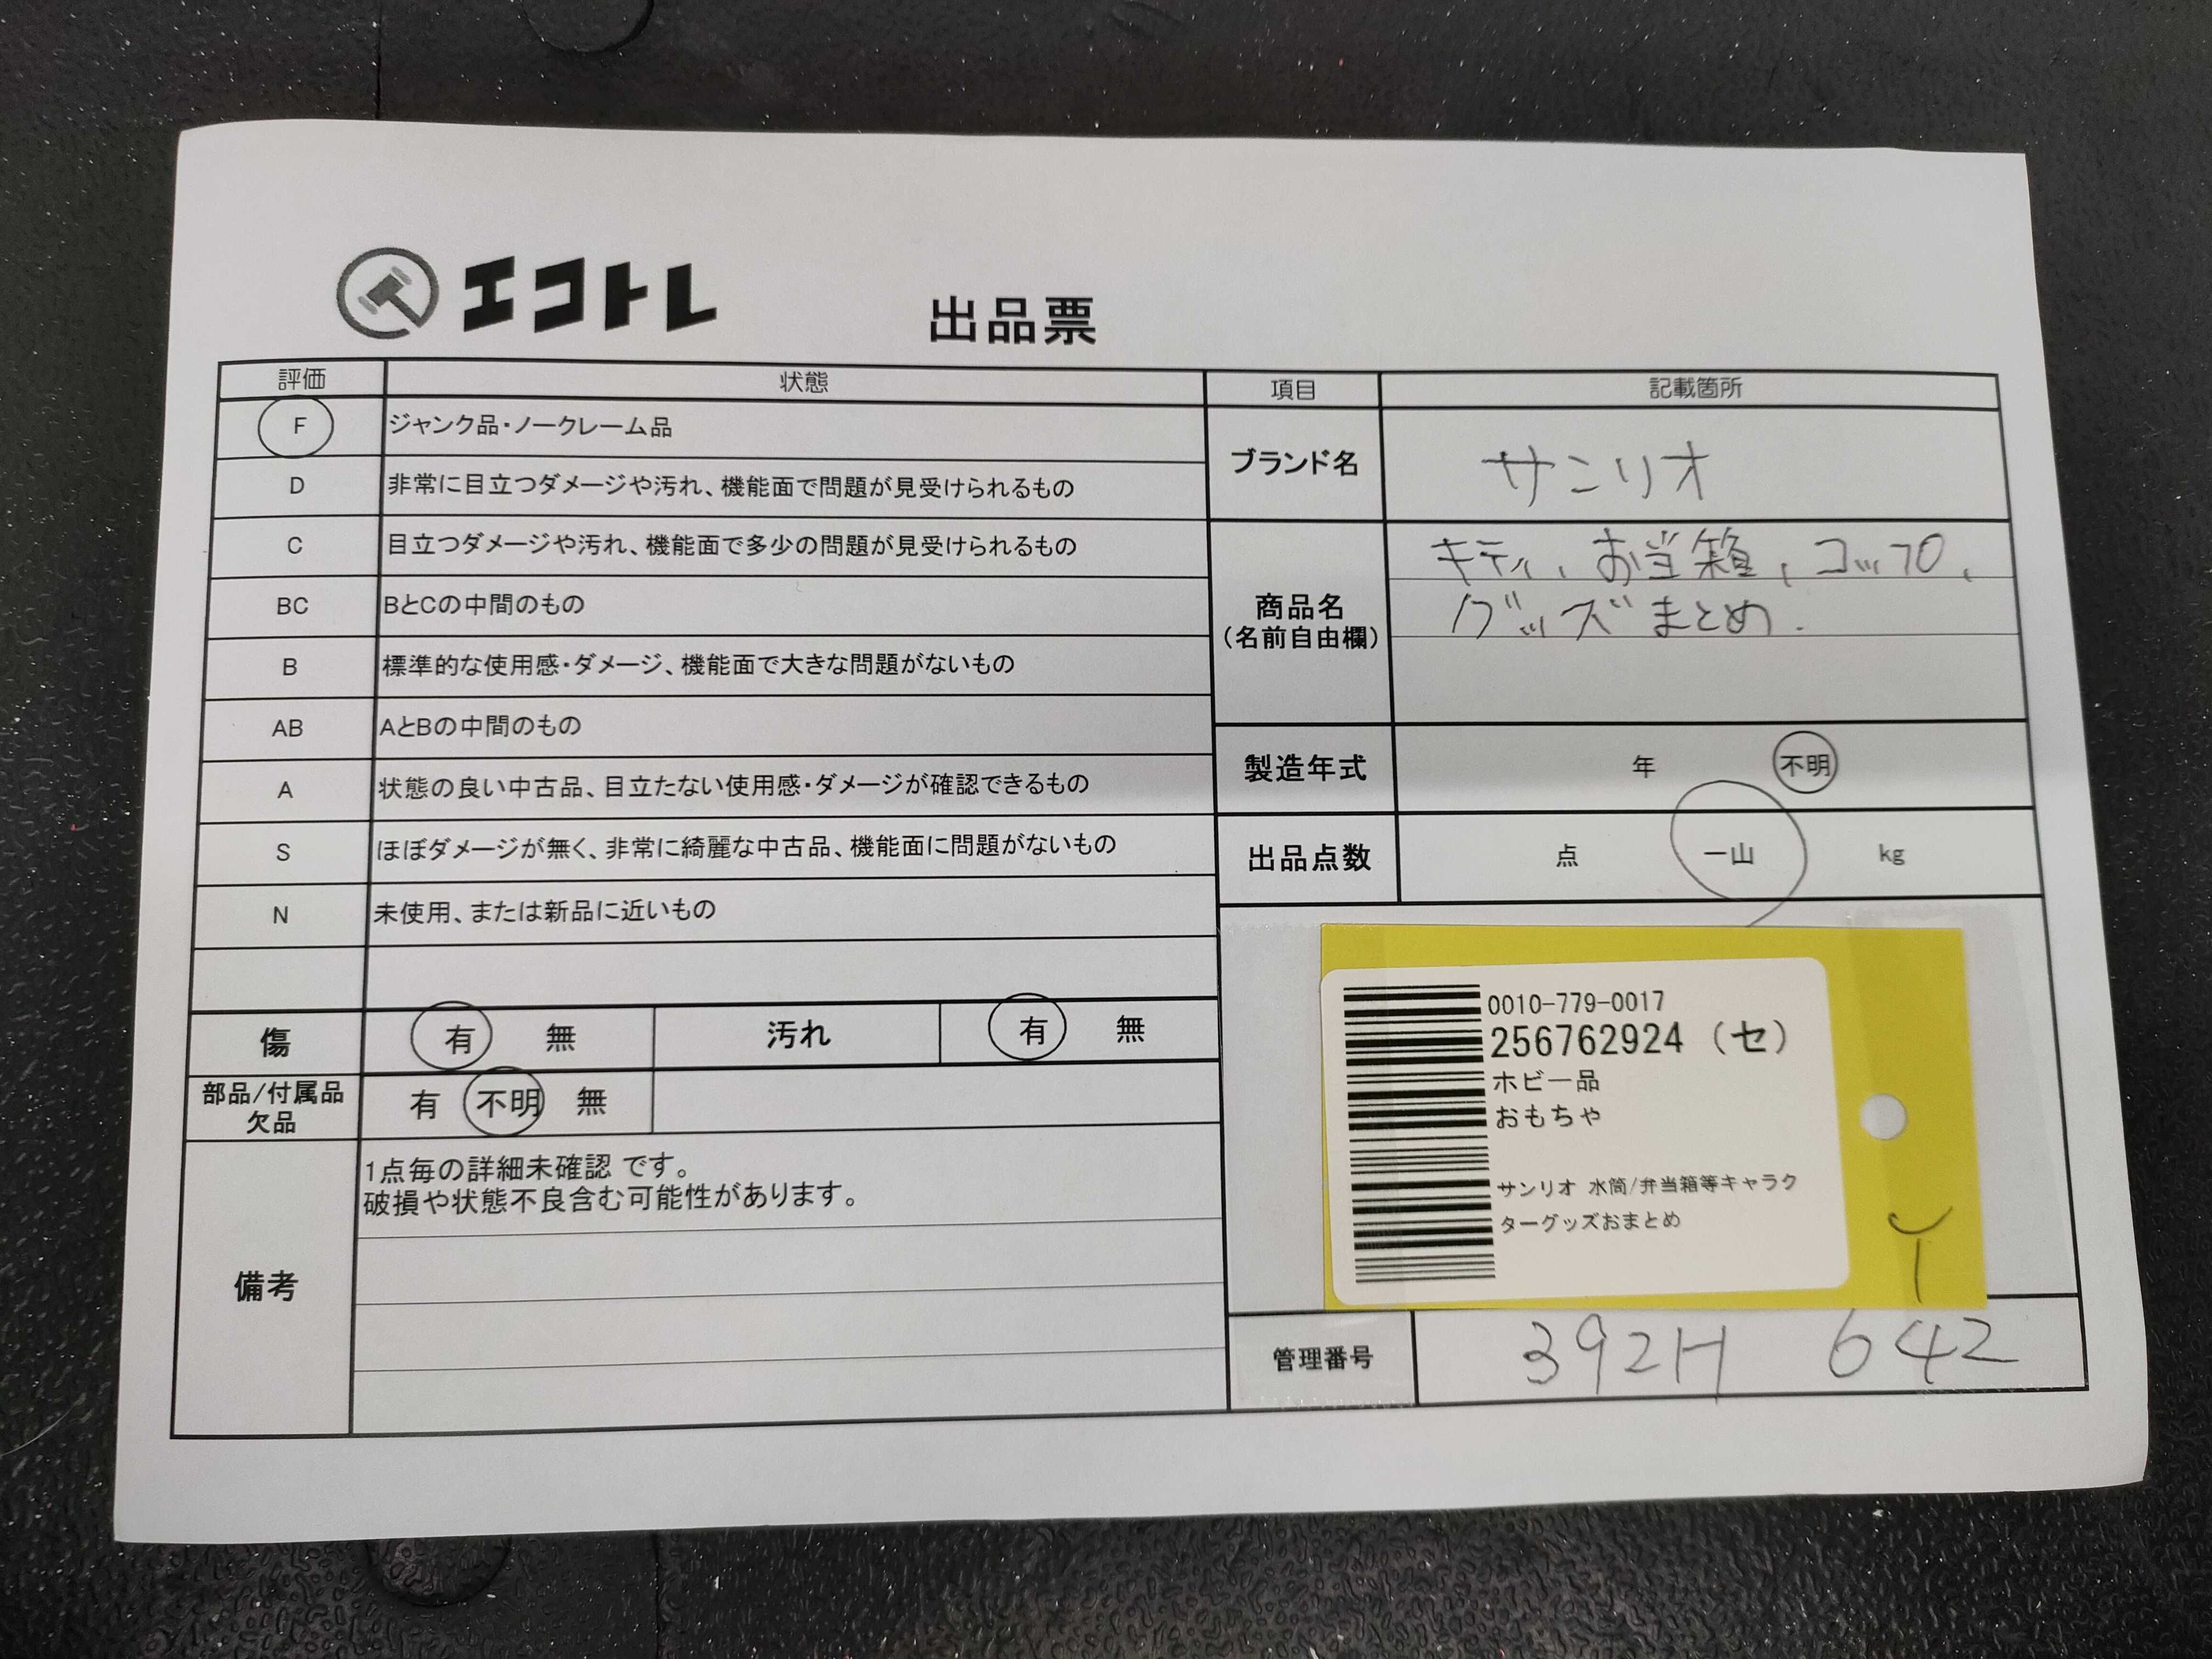 エコトレ
出品票
評価 状態
F ジャンク品・ノークレーム品
D 非常に目立つダメージや汚れ、機能面で問題が見受けられるもの
C 目立つダメージや汚れ、機能面で多少の問題が見受けられるもの
BC BとCの中間のもの
B 標準的な使用感・ダメージ、機能面で大きな問題がないもの
AB AとBの中間のもの
A 状態の良い中古品、目立たない使用感・ダメージが確認できるもの
S ほぼダメージが無く、非常に綺麗な中古品、機能面に問題がないもの
N 未使用、または新品に近いもの
傷 有 無 汚れ 有 無
部品/付属品
欠品
有 不明 無
備考
1点毎の詳細未確認 です。
破損や状態不良含む可能性があります。
項目 記載箇所
ブランド名 サンリオ
商品名
(名前自由欄)
キティ、お当箱、コップ、
グッズまとめ.
製造年式 年 不明
出品点数 点 一山 kg
0010-779-0017
256762924 (セ)
ホビー品
おもちゃ
サンリオ 水筒/弁当箱等キャラク
ターグッズおまとめ
管理番号 392H 642